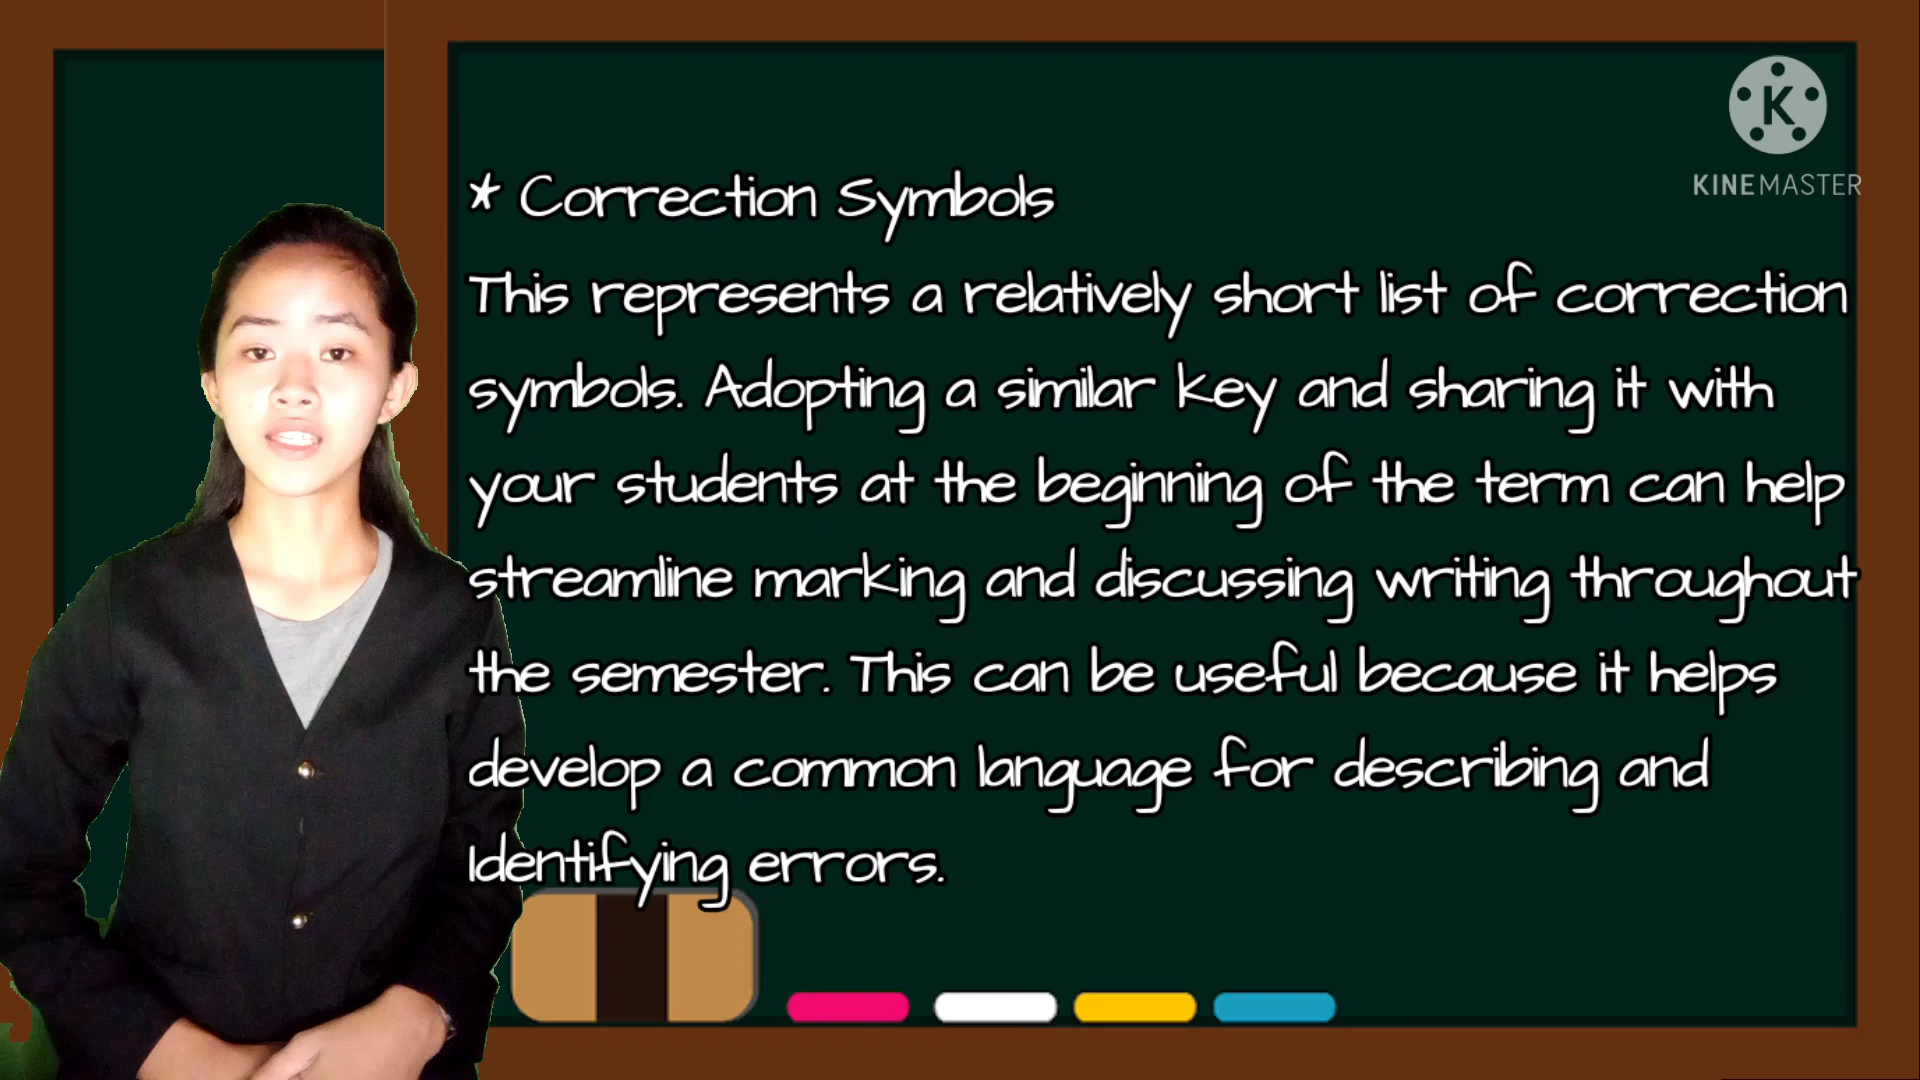 K
KINEMASTER
* Correction Symbols
This represents a relatively short list of correction
symbols. Adopting a similar key and sharing it with
your students at the beginning of the term can help
streamline marking and discussing writing throughout
the semester. This can be useful because it helps
develop a common language for describing and
Identifying errors.